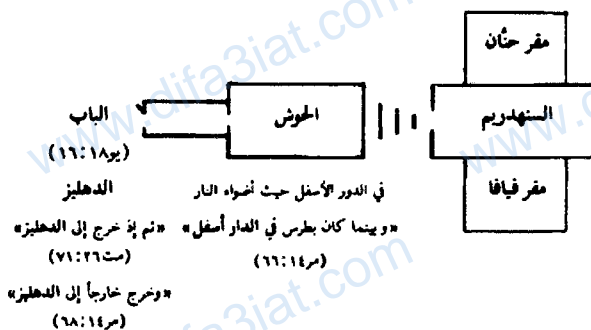 مقر حنّان
السنهدريم
مقر قيافا
الحوش
في الدور الأسفل حيث أضواء النار
«وبينما كان بطرس في الدار أسفل»
(مر١٤:٦٦)
الباب
(يو١٨:١٦)
الدهليز
«ثم إذ خرج إلى الدهليز»
(مت٢٦:٧١)
«وخرج خارجاً إلى الدهليز»
(مر١٤:٦٨)
www.difa3iat.com
www.difa3iat.com
www.d